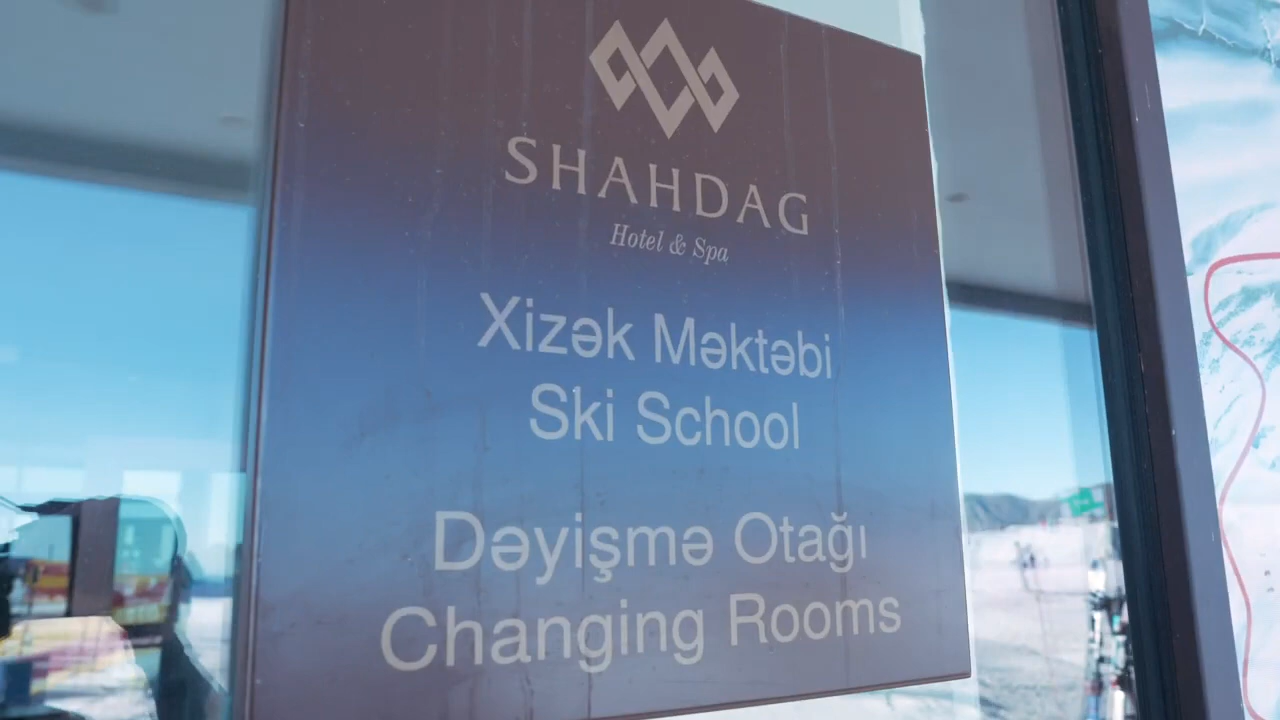 SHAHDAG
Hotel & Spa
Xizək Məktəbi
Ski School
Dəyişmə Otağı
Changing Rooms